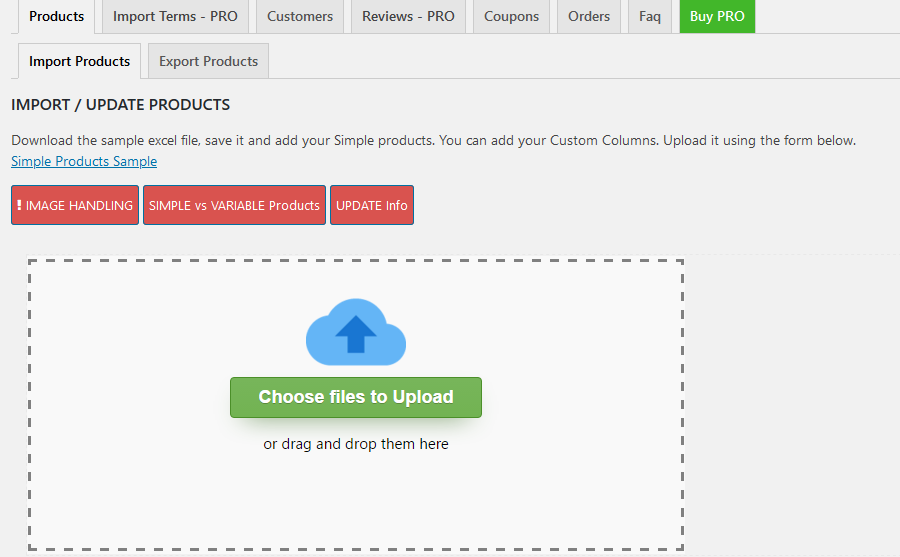 Products Import Terms - PRO Customers Reviews - PRO Coupons Orders Faq Buy PRO
Import Products Export Products
IMPORT / UPDATE PRODUCTS
Download the sample excel file, save it and add your Simple products. You can add your Custom Columns. Upload it using the form below.
Simple Products Sample
! IMAGE HANDLING SIMPLE vs VARIABLE Products UPDATE Info
Choose files to Upload
or drag and drop them here